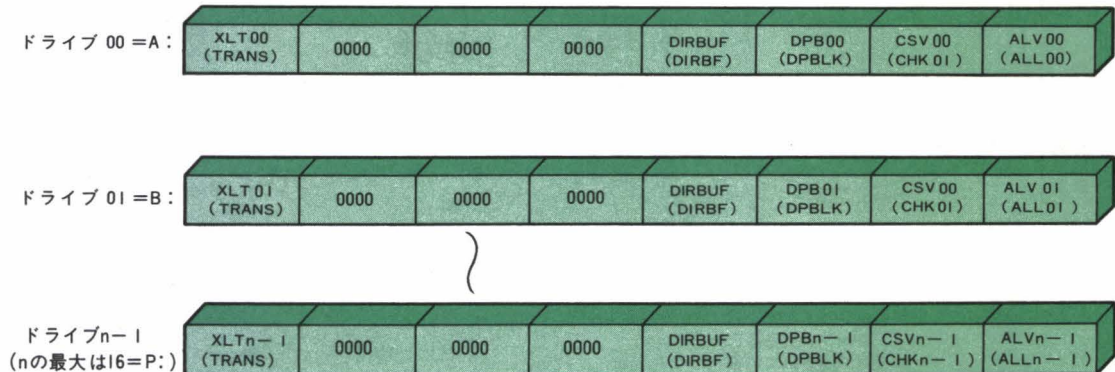 ドライブ 00=A:
XLT00 0000 0000 0000 DIRBUF DPB00 CSV00 ALV00
(TRANS) (DIRBF) (DPBLK) (CHK01) (ALL00)
ドライブ 01=B:
XLT01 0000 0000 0000 DIRBUF DPB01 CSV00 ALV01
(TRANS) (DIRBF) (DPBLK) (CHK01) (ALL01)
ドライブn-1
(nの最大は16=P:)
XLTn-1 0000 0000 0000 DIRBUF DPBn-1 CSVn-1 ALVn-1
(TRANS) (DIRBF) (DPBLK) (CHKn-1) (ALLn-1)